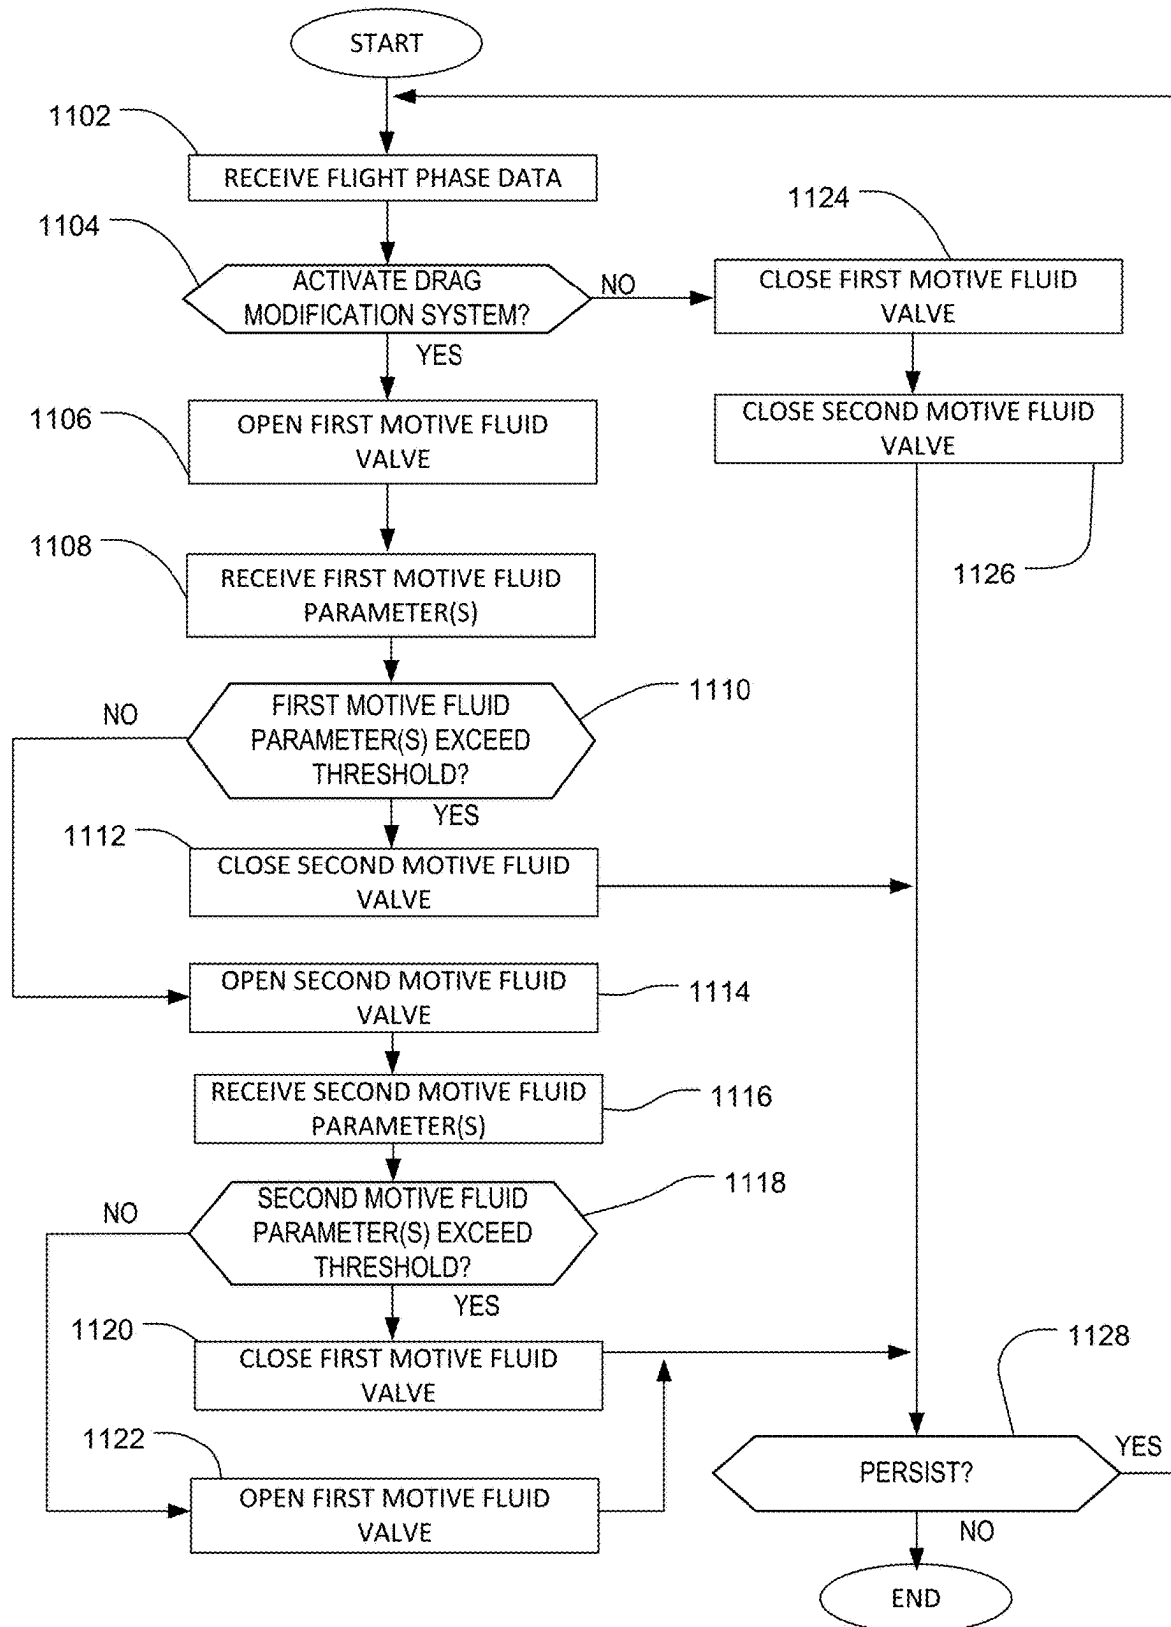 START
1102
RECEIVE FLIGHT PHASE DATA
1104
ACTIVATE DRAG
MODIFICATION SYSTEM?
NO
YES
1124
CLOSE FIRST MOTIVE FLUID
VALVE
1106
OPEN FIRST MOTIVE FLUID
VALVE
CLOSE SECOND MOTIVE FLUID
VALVE
1126
1108
RECEIVE FIRST MOTIVE FLUID
PARAMETER(S)
1110
NO
FIRST MOTIVE FLUID
PARAMETER(S) EXCEED
THRESHOLD?
YES
1112
CLOSE SECOND MOTIVE FLUID
VALVE
OPEN SECOND MOTIVE FLUID
VALVE
1114
RECEIVE SECOND MOTIVE FLUID
PARAMETER(S)
1116
NO
SECOND MOTIVE FLUID
PARAMETER(S) EXCEED
THRESHOLD?
1118
YES
1120
CLOSE FIRST MOTIVE FLUID
VALVE
1122
OPEN FIRST MOTIVE FLUID
VALVE
1128
PERSIST?
YES
NO
END